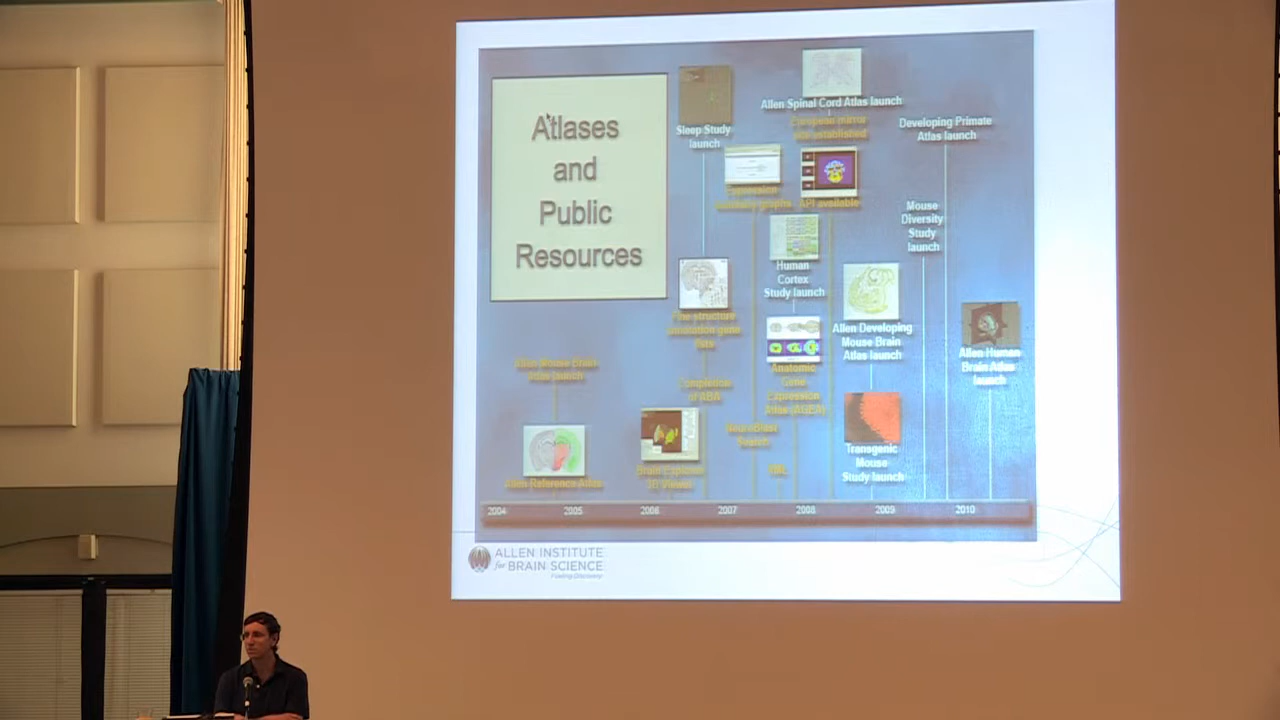 Atlases
and
Public
Resources
Sleep Study
launch
Allen Spinal Cord Atlas launch
European mirror
site established
Developing Primate
Atlas launch
Expression
summary graphs
API available
Mouse
Diversity
Study
launch
Human
Cortex
Study launch
Fine structure
annotation gene
lists
Allen Developing
Mouse Brain
Atlas launch
Allen Human
Brain Atlas
launch
Allen Mouse Brain
Atlas launch
Completion
of ABA
Anatomic
Gene
Expression
Atlas (AGEA)
NeuroBlast
Search
Transgenic
Mouse
Study launch
Allen Reference Atlas
Brain Explorer
3D Viewer
XML
2004 2005 2006 2007 2008 2009 2010
ALLEN INSTITUTE
for BRAIN SCIENCE
Fueling Discovery